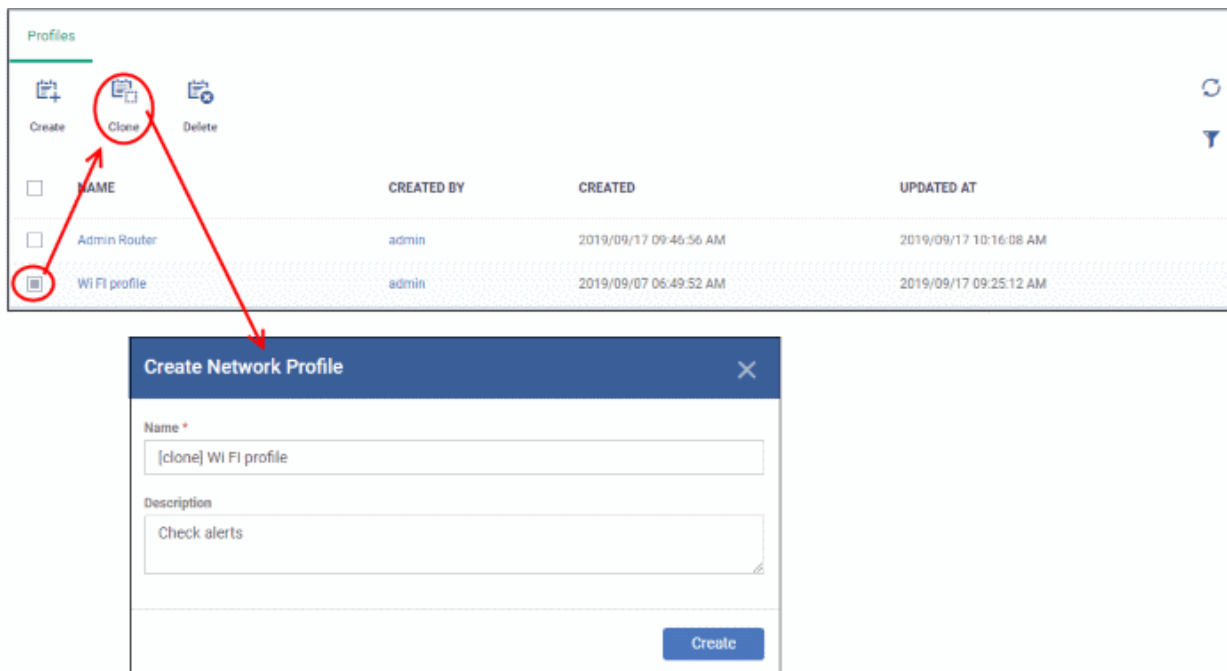 Profiles
Create Clone Delete
NAME CREATED BY CREATED UPDATED AT
Admin Router admin 2019/09/17 09:46:56 AM 2019/09/17 10:16:08 AM
Wi FI profile admin 2019/09/07 06:49:52 AM 2019/09/17 09:25:12 AM
Create Network Profile
Name *
[clone] Wi FI profile
Description
Check alerts
Create